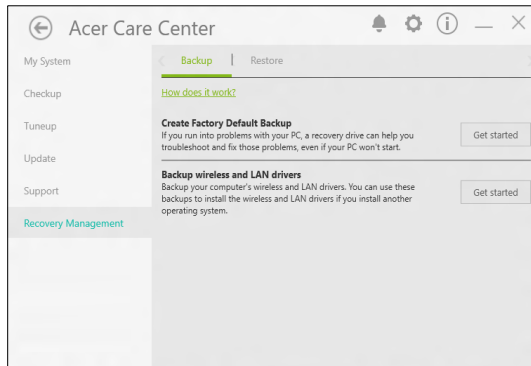 Acer Care Center
My System
Checkup
Tuneup
Update
Support
Recovery Management
Backup
Restore
How does it work?
Create Factory Default Backup
If you run into problems with your PC, a recovery drive can help you
troubleshoot and fix those problems, even if your PC won't start.
Get started
Backup wireless and LAN drivers
Backup your computer's wireless and LAN drivers. You can use these
backups to install the wireless and LAN drivers if you install another
operating system.
Get started